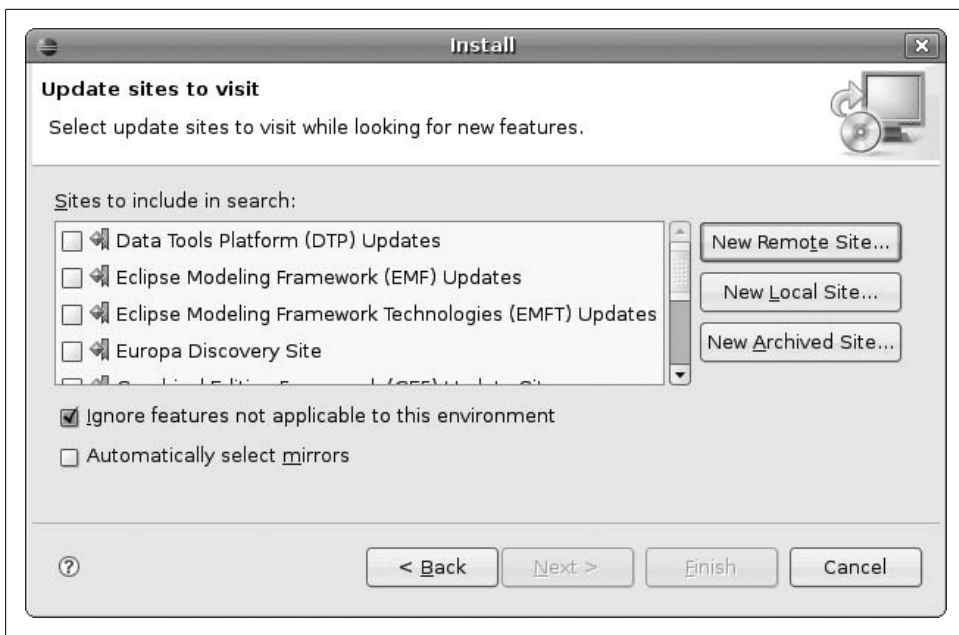 Install
Update sites to visit
Select update sites to visit while looking for new features.
Sites to include in search:
Data Tools Platform (DTP) Updates
Eclipse Modeling Framework (EMF) Updates
Eclipse Modeling Framework Technologies (EMFT) Updates
Europa Discovery Site
New Remote Site...
New Local Site...
New Archived Site...
Ignore features not applicable to this environment
Automatically select mirrors
?
< Back
Next >
Finish
Cancel